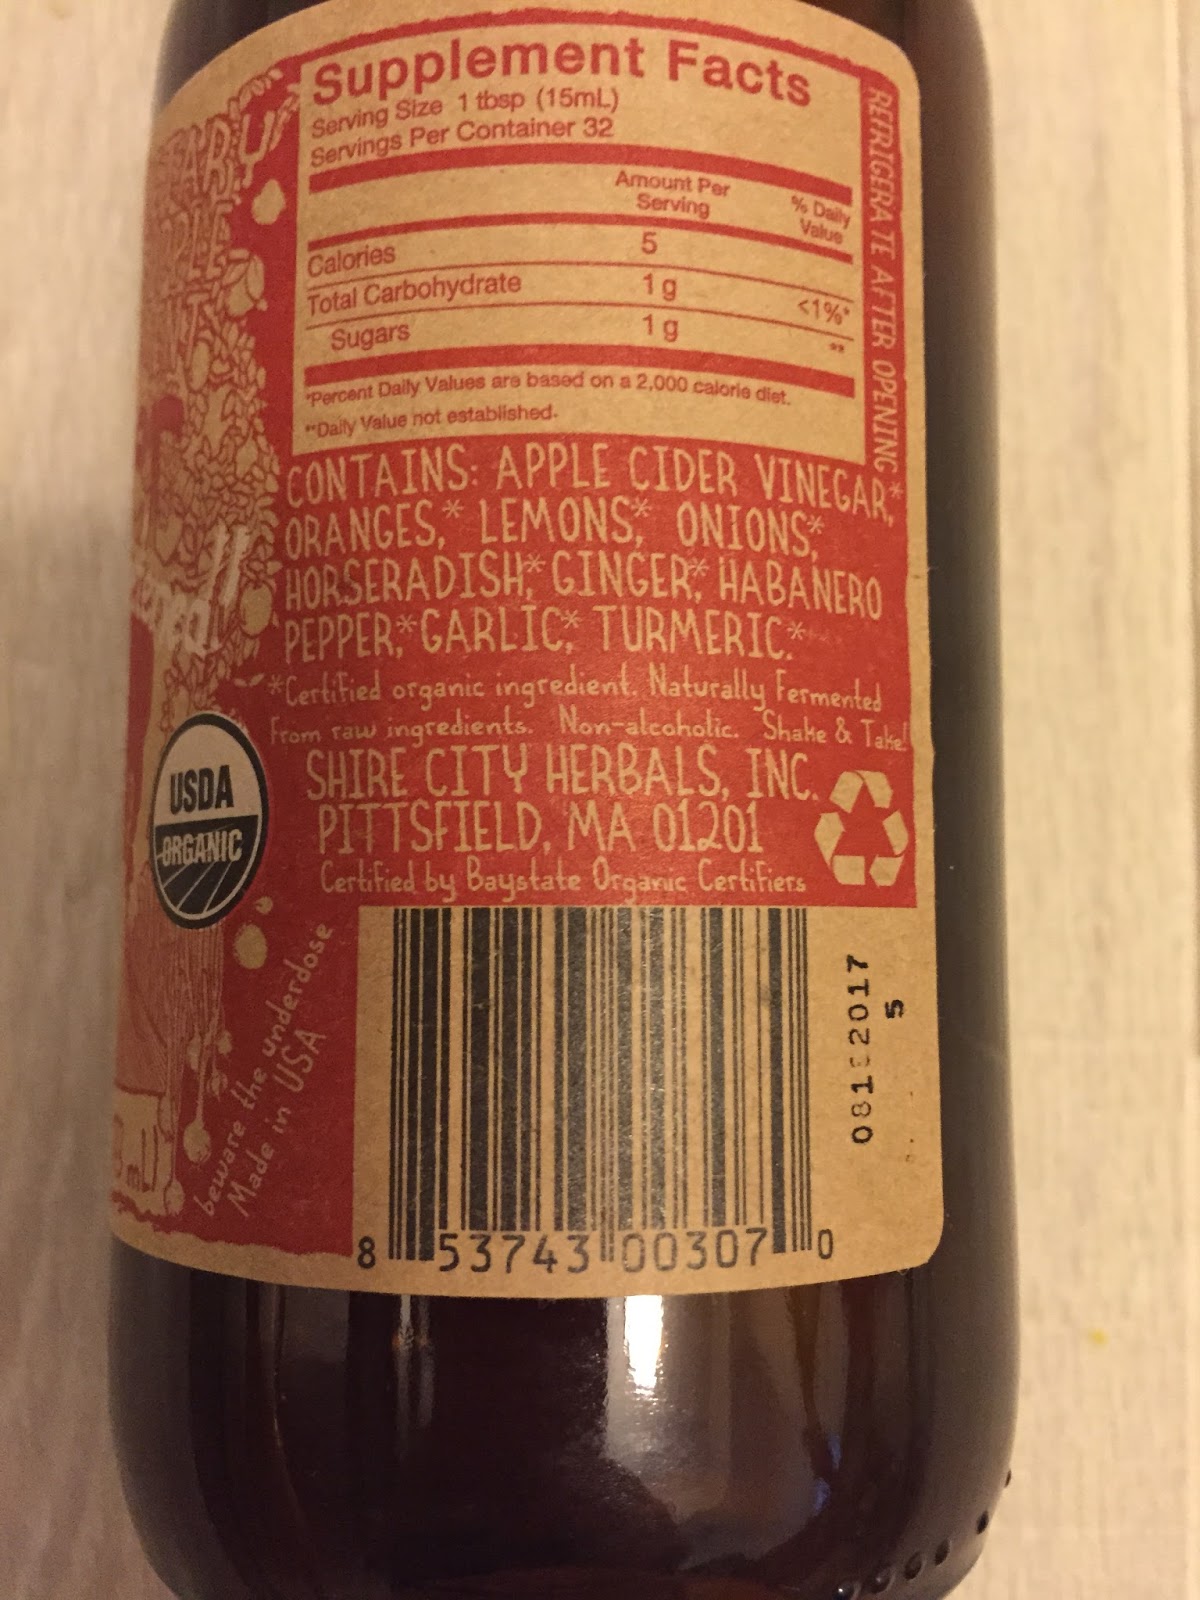 Supplement Facts
Serving Size 1 tbsp (15mL)
Servings Per Container 32
Amount Per
Serving
% Daily
Value
Calories 5
Total Carbohydrate 1 g <1%*
Sugars 1 g **
*Percent Daily Values are based on a 2,000 calorie diet.
**Daily Value not established.
REFRIGERATE AFTER OPENING
CONTAINS: APPLE CIDER VINEGAR,*
ORANGES,* LEMONS,* ONIONS,*
HORSERADISH,* GINGER,* HABANERO
PEPPER,* GARLIC,* TURMERIC.*
*Certified organic ingredient. Naturally Fermented
From raw ingredients. Non-alcoholic. Shake & Take!
SHIRE CITY HERBALS, INC.
PITTSFIELD, MA 01201
Certified by Baystate Organic Certifiers
USDA
ORGANIC
beware the underdose
Made in USA
8 53743 00307 0
5